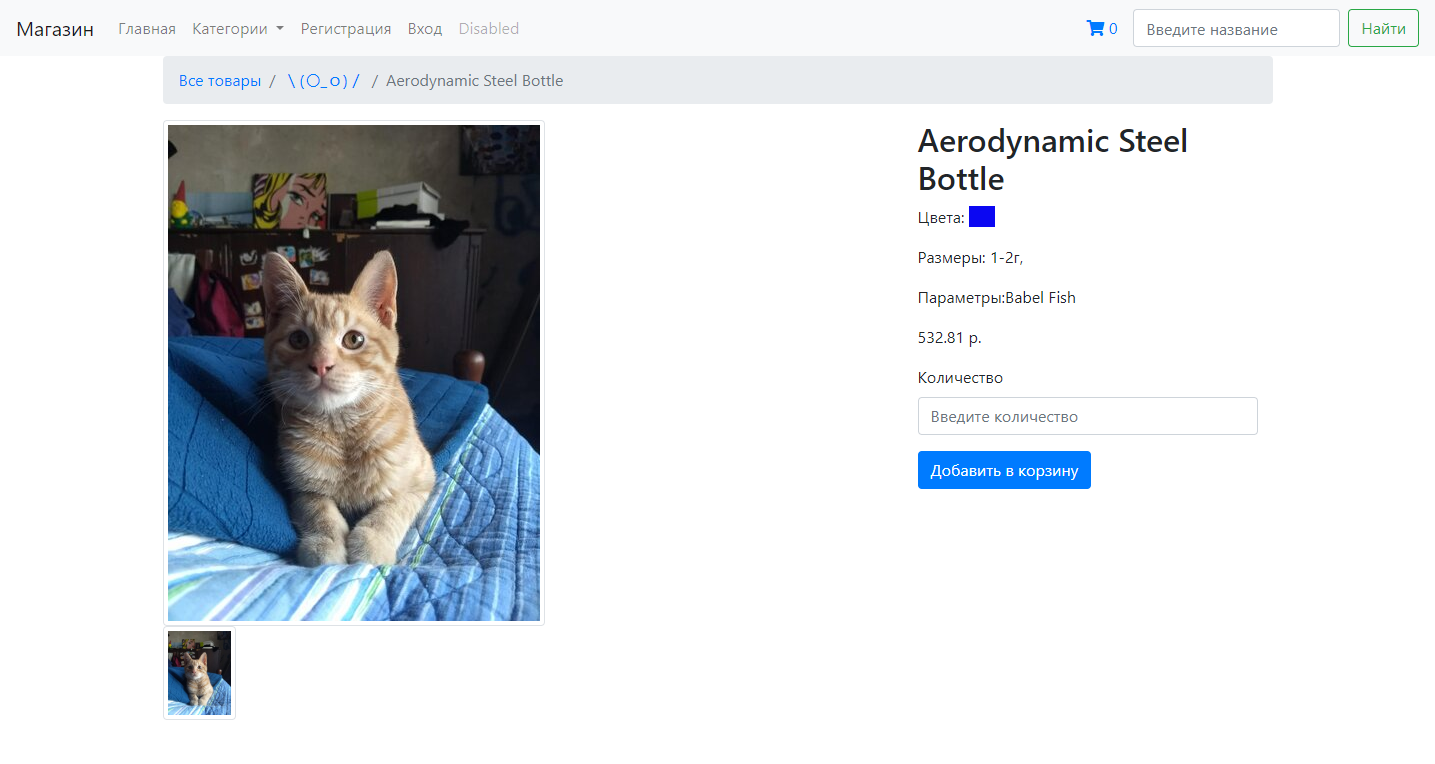 Магазин Главная Категории Регистрация Вход Disabled 0 Введите название Найти
Все товары / \ (〇_ｏ) / / Aerodynamic Steel Bottle
Aerodynamic Steel
Bottle
Цвета:
Размеры: 1-2г,
Параметры:Babel Fish
532.81 р.
Количество
Введите количество
Добавить в корзину